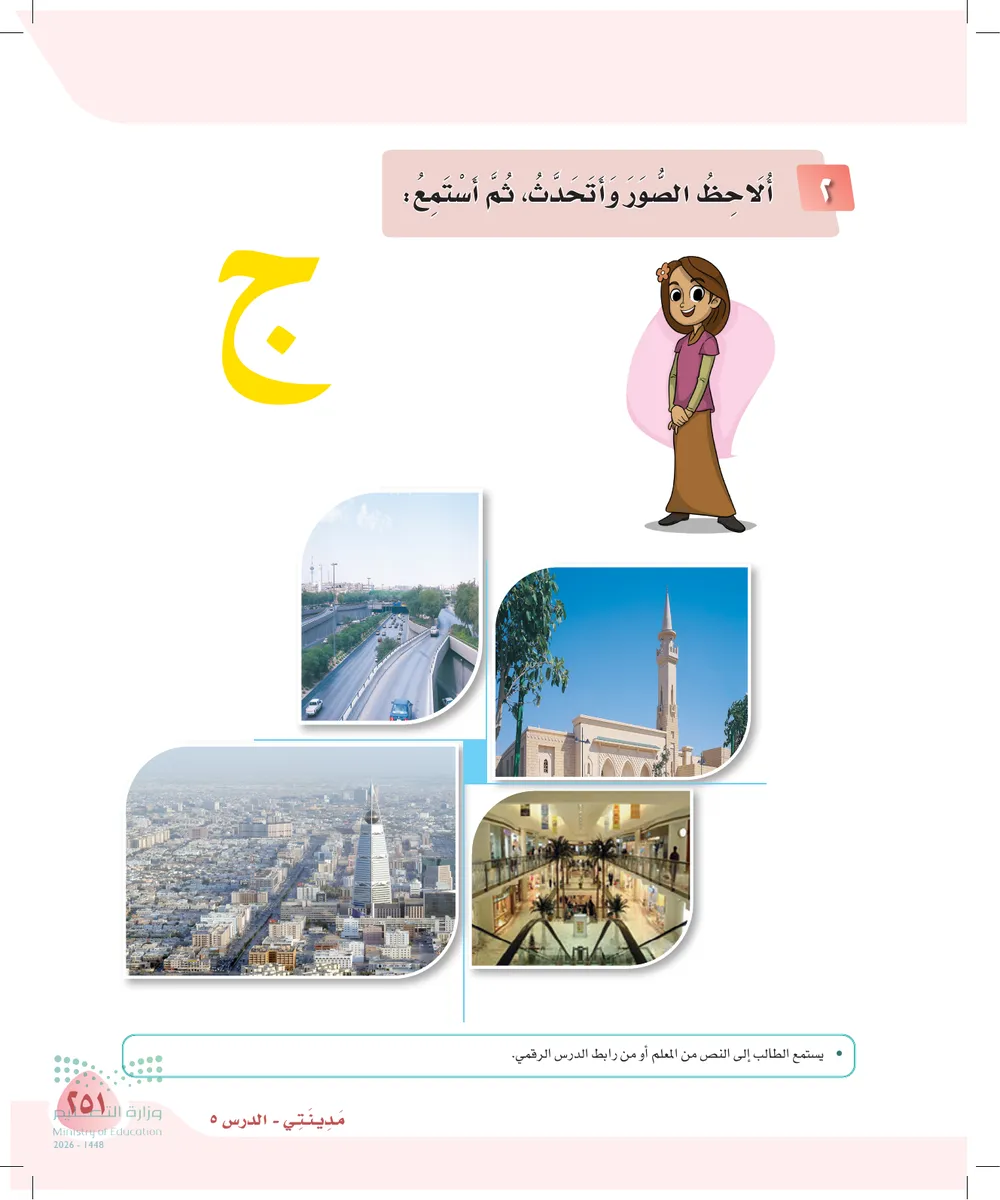 ٢
أُلَاحِظُ الصُّوَرَ وَأَتَحَدَّثُ، ثُمَّ أَسْتَمِعُ:
ج
• يستمع الطالب إلى النص من المعلم أو من رابط الدرس الرقمي.
مَدِينَتِي - الدرس ٥
٢٥١
وزارة التعليم
Ministry of Education
2026 - 1448